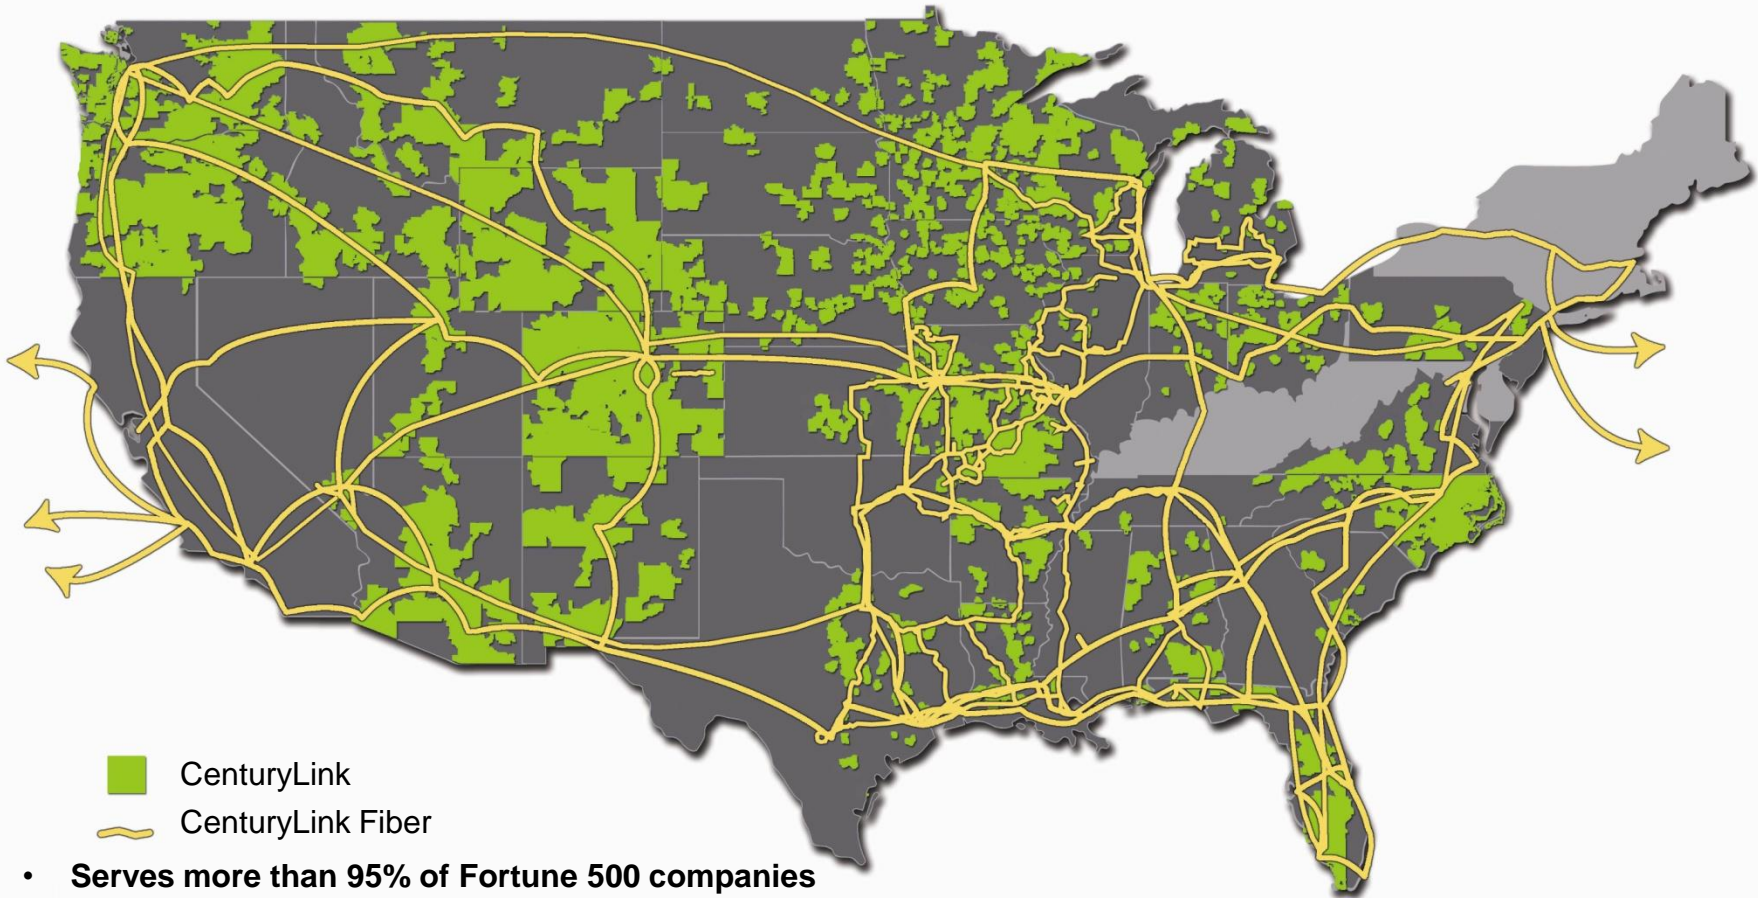 CenturyLink
CenturyLink Fiber
• Serves more than 95% of Fortune 500 companies